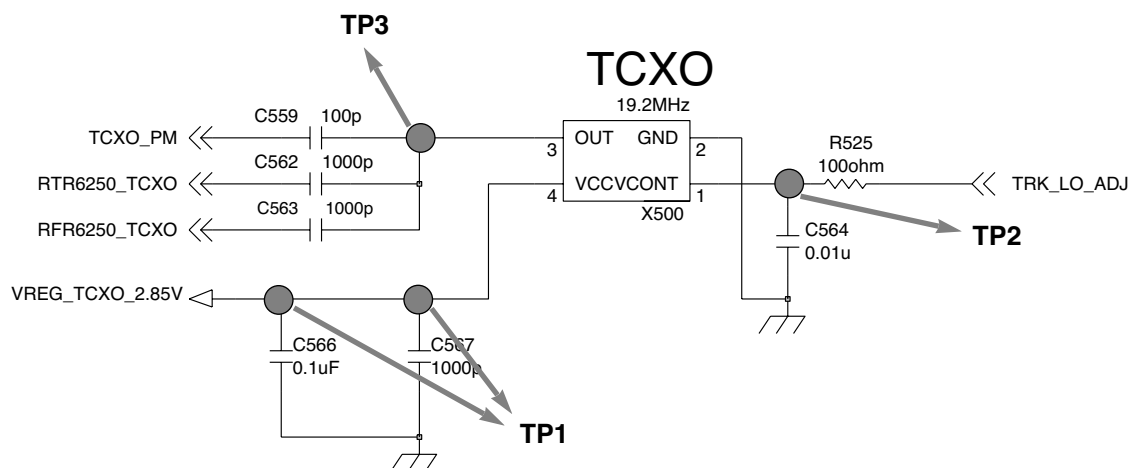 TP3
TCXO
19.2MHz
C559 100p
TCXO_PM
OUT GND
3 2
R525
100ohm
C562 1000p
RTR6250_TCXO
VCCVCONT
4 1
TRK_LO_ADJ
X500
C563 1000p
RFR6250_TCXO
C564
0.01u
TP2
VREG_TCXO_2.85V
C566
0.1uF
C567
1000p
TP1